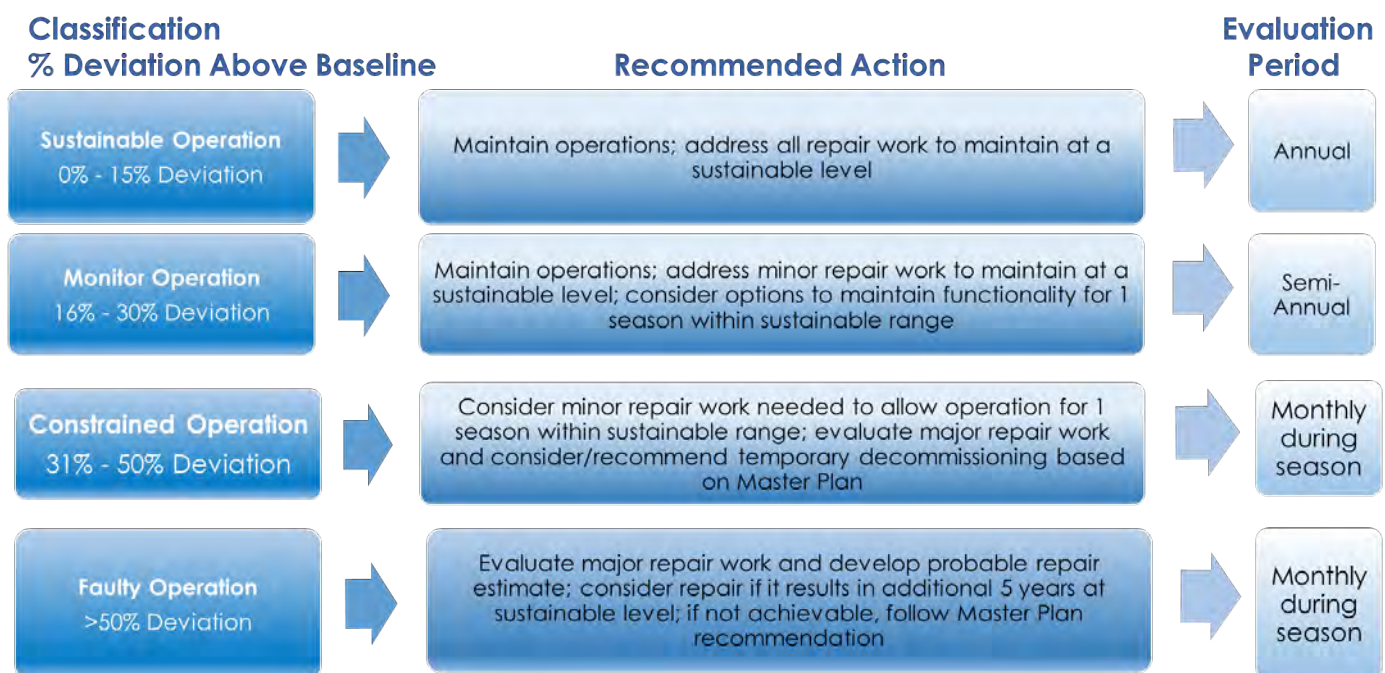 Classification
% Deviation Above Baseline
Recommended Action
Evaluation
Period
Sustainable Operation
0% - 15% Deviation
Maintain operations; address all repair work to maintain at a
sustainable level
Annual
Monitor Operation
16% - 30% Deviation
Maintain operations; address minor repair work to maintain at a
sustainable level; consider options to maintain functionality for 1
season within sustainable range
Semi-
Annual
Constrained Operation
31% - 50% Deviation
Consider minor repair work needed to allow operation for 1
season within sustainable range; evaluate major repair work
and consider/recommend temporary decommissioning based
on Master Plan
Monthly
during
season
Faulty Operation
>50% Deviation
Evaluate major repair work and develop probable repair
estimate; consider repair if it results in additional 5 years at
sustainable level; if not achievable, follow Master Plan
recommendation
Monthly
during
season